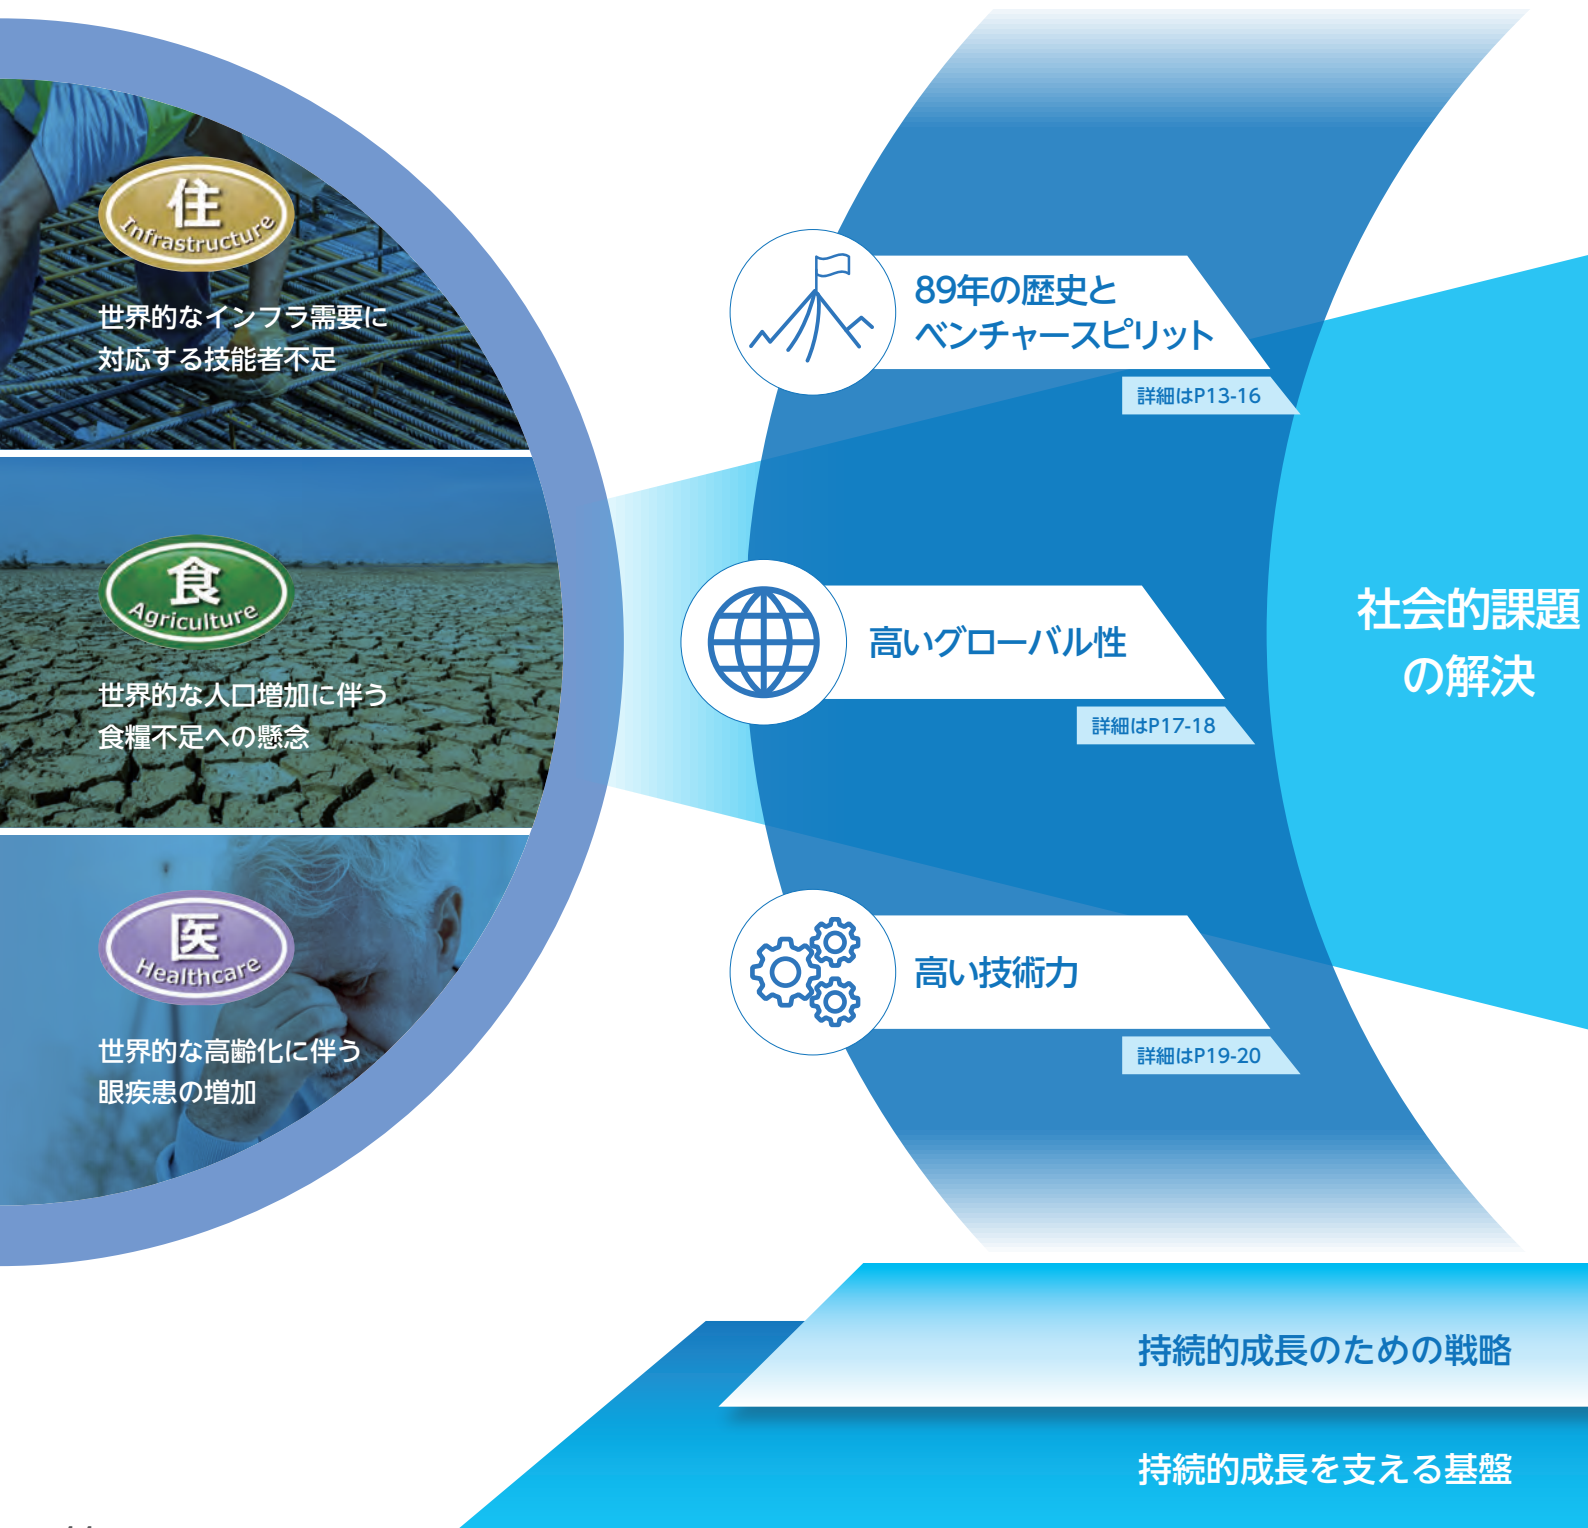 住
Infrastructure
世界的なインフラ需要に
対応する技能者不足
食
Agriculture
世界的な人口増加に伴う
食糧不足への懸念
医
Healthcare
世界的な高齢化に伴う
眼疾患の増加
89年の歴史と
ベンチャースピリット
詳細はP13-16
高いグローバル性
詳細はP17-18
高い技術力
詳細はP19-20
社会的課題
の解決
持続的成長のための戦略
持続的成長を支える基盤